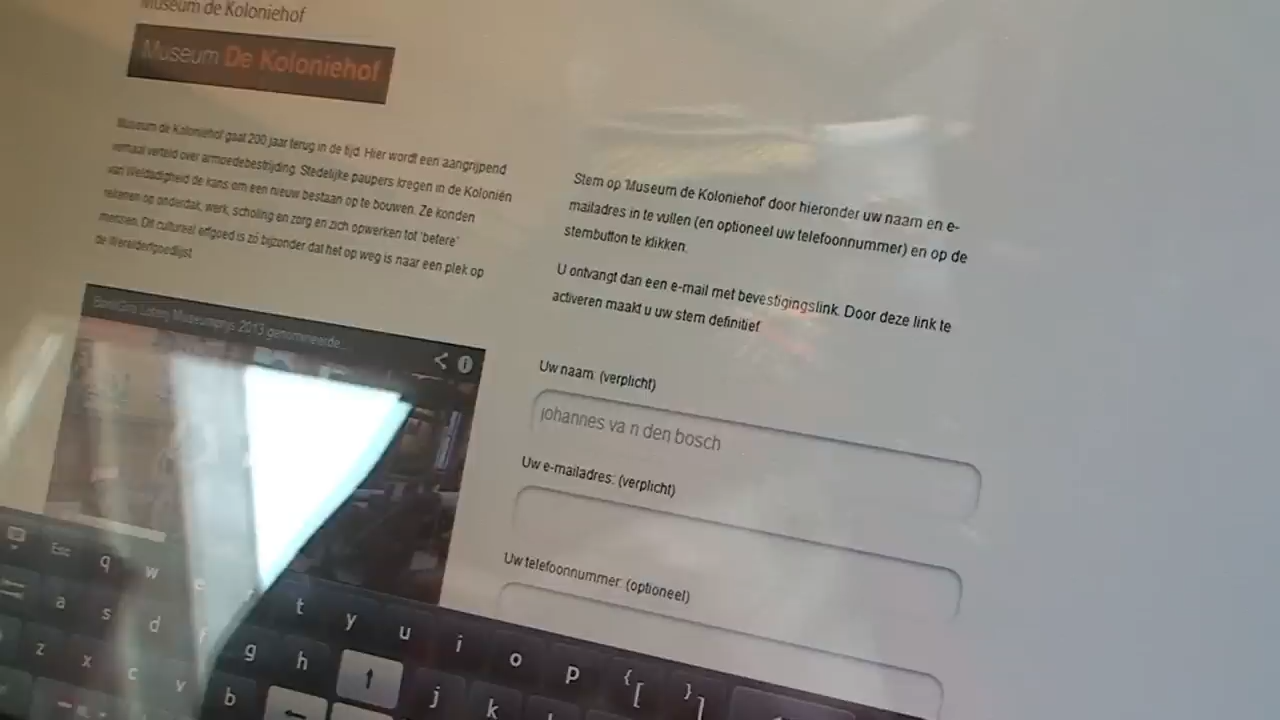 Museum de Koloniehof
Museum De Koloniehof
Museum de Koloniehof gaat 200 jaar terug in de tijd. Hier wordt een aangrijpend
verhaal verteld over armoedebestrijding. Stedelijke paupers kregen in de Koloniën
van Weldadigheid de kans om een nieuw bestaan op te bouwen. Ze konden
rekenen op onderdak, werk, scholing en zorg en zich opwerken tot 'betere'
mensen. Dit cultureel erfgoed is zó bijzonder dat het op weg is naar een plek op
de Werelderfgoedlijst
BankGiro Loterij Museumprijs 2013 genomineerde...
Stem op 'Museum de Koloniehof' door hieronder uw naam en e-
mailadres in te vullen (en optioneel uw telefoonnummer) en op de
stembutton te klikken.
U ontvangt dan een e-mail met bevestigingslink. Door deze link te
activeren maakt u uw stem definitief
Uw naam: (verplicht)
johannes va n den bosch
Uw e-mailadres: (verplicht)
Uw telefoonnummer: (optioneel)
Esc q w e t y u i o p { [ } ]
a s d f g h j k
z x c v b